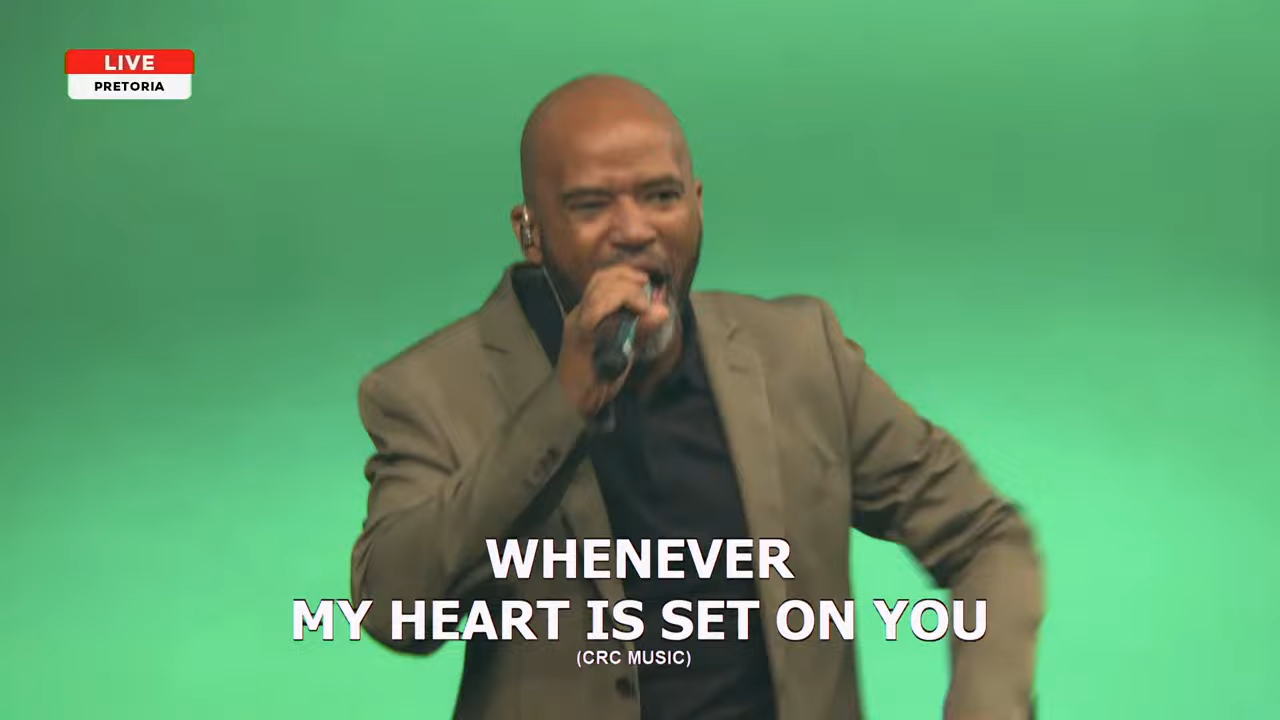 LIVE
PRETORIA
WHENEVER
MY HEART IS SET ON YOU
(CRC MUSIC)